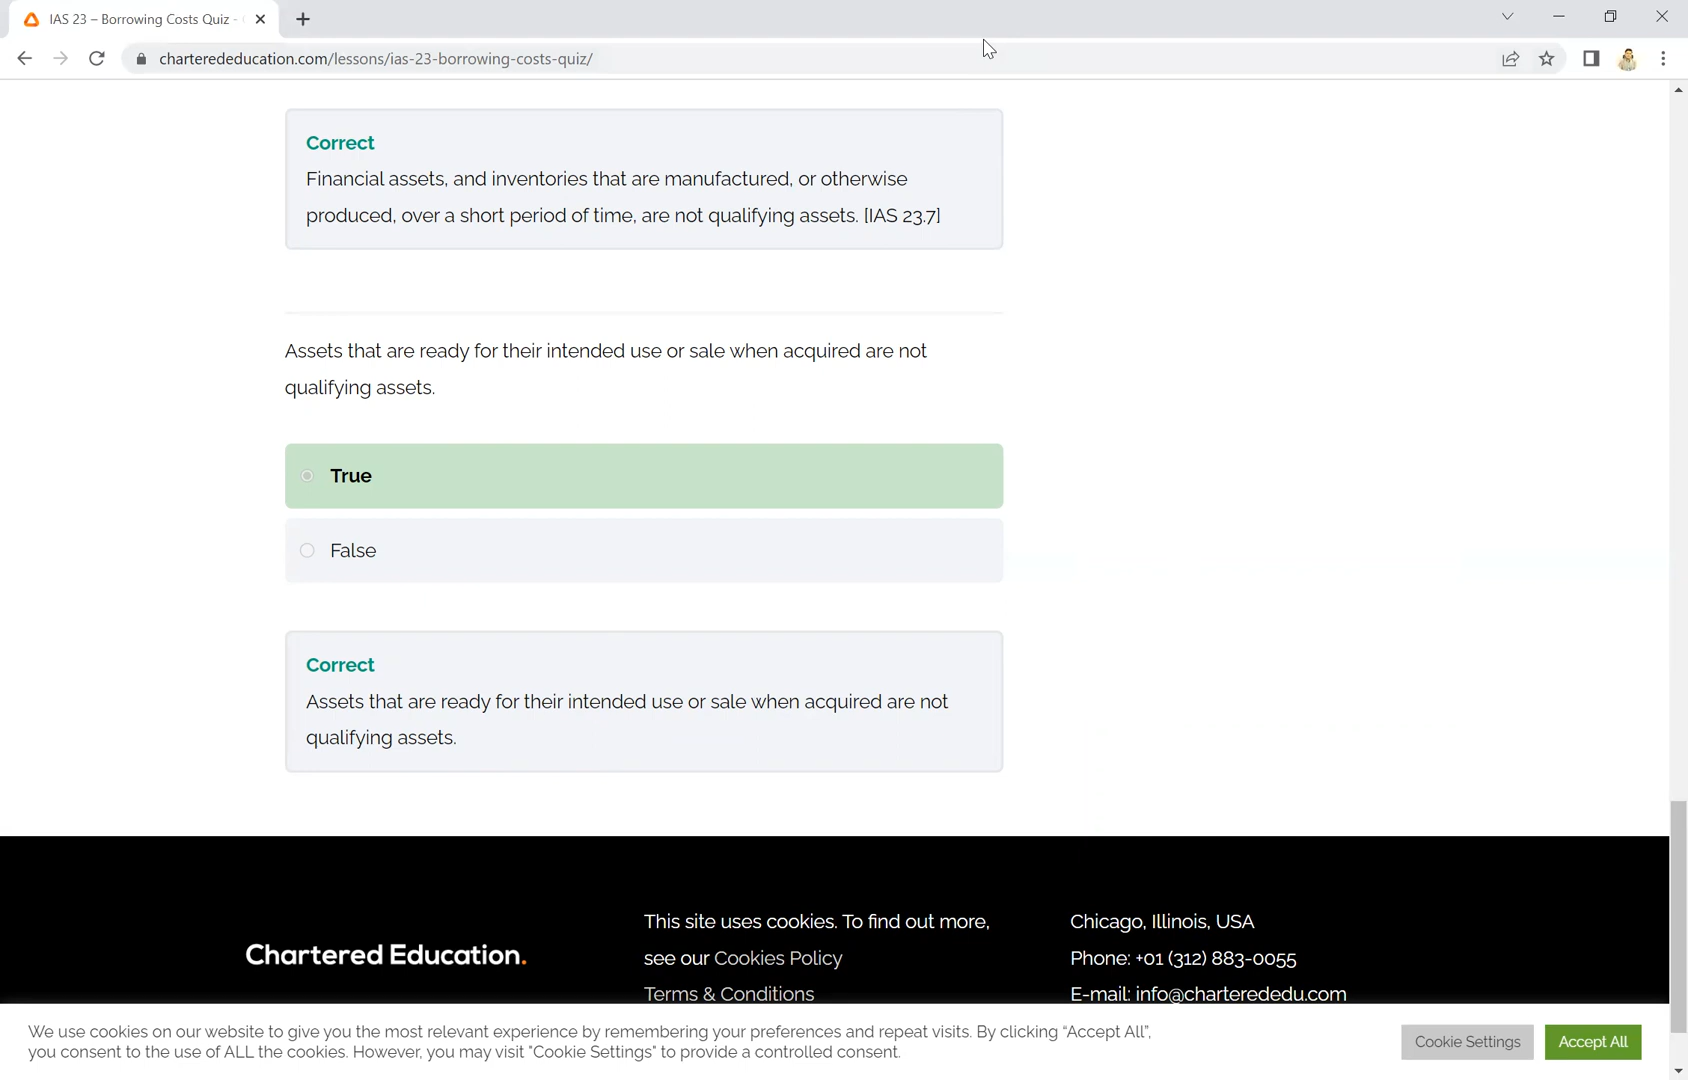 IAS 23 – Borrowing Costs Quiz -
charterededucation.com/lessons/ias-23-borrowing-costs-quiz/
Correct
Financial assets, and inventories that are manufactured, or otherwise
produced, over a short period of time, are not qualifying assets. [IAS 23.7]
Assets that are ready for their intended use or sale when acquired are not
qualifying assets.
True
False
Correct
Assets that are ready for their intended use or sale when acquired are not
qualifying assets.
Chartered Education.
This site uses cookies. To find out more,
see our Cookies Policy
Terms & Conditions
Chicago, Illinois, USA
Phone: +01 (312) 883-0055
E-mail: info@charterededu.com
We use cookies on our website to give you the most relevant experience by remembering your preferences and repeat visits. By clicking “Accept All”,
you consent to the use of ALL the cookies. However, you may visit "Cookie Settings" to provide a controlled consent.
Cookie Settings
Accept All